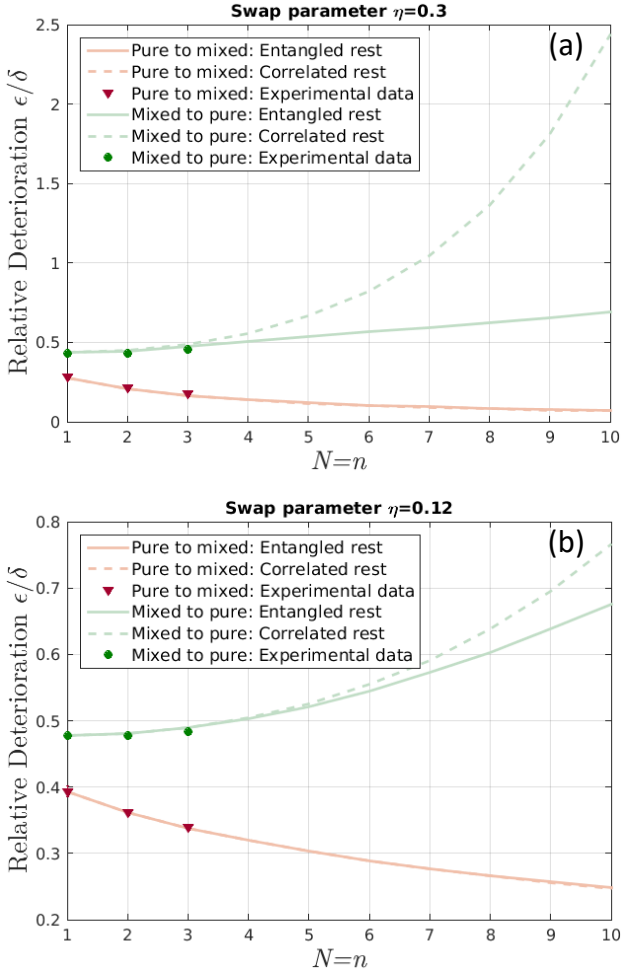 Swap parameter η=0.3
(a)
Pure to mixed: Entangled rest
Pure to mixed: Correlated rest
Pure to mixed: Experimental data
Mixed to pure: Entangled rest
Mixed to pure: Correlated rest
Mixed to pure: Experimental data
Relative Deterioration ϵ/δ
2.5
2
1.5
1
0.5
0
1 2 3 4 5 6 7 8 9 10
N=n
Swap parameter η=0.12
(b)
Pure to mixed: Entangled rest
Pure to mixed: Correlated rest
Pure to mixed: Experimental data
Mixed to pure: Entangled rest
Mixed to pure: Correlated rest
Mixed to pure: Experimental data
Relative Deterioration ϵ/δ
0.8
0.7
0.6
0.5
0.4
0.3
0.2
1 2 3 4 5 6 7 8 9 10
N=n